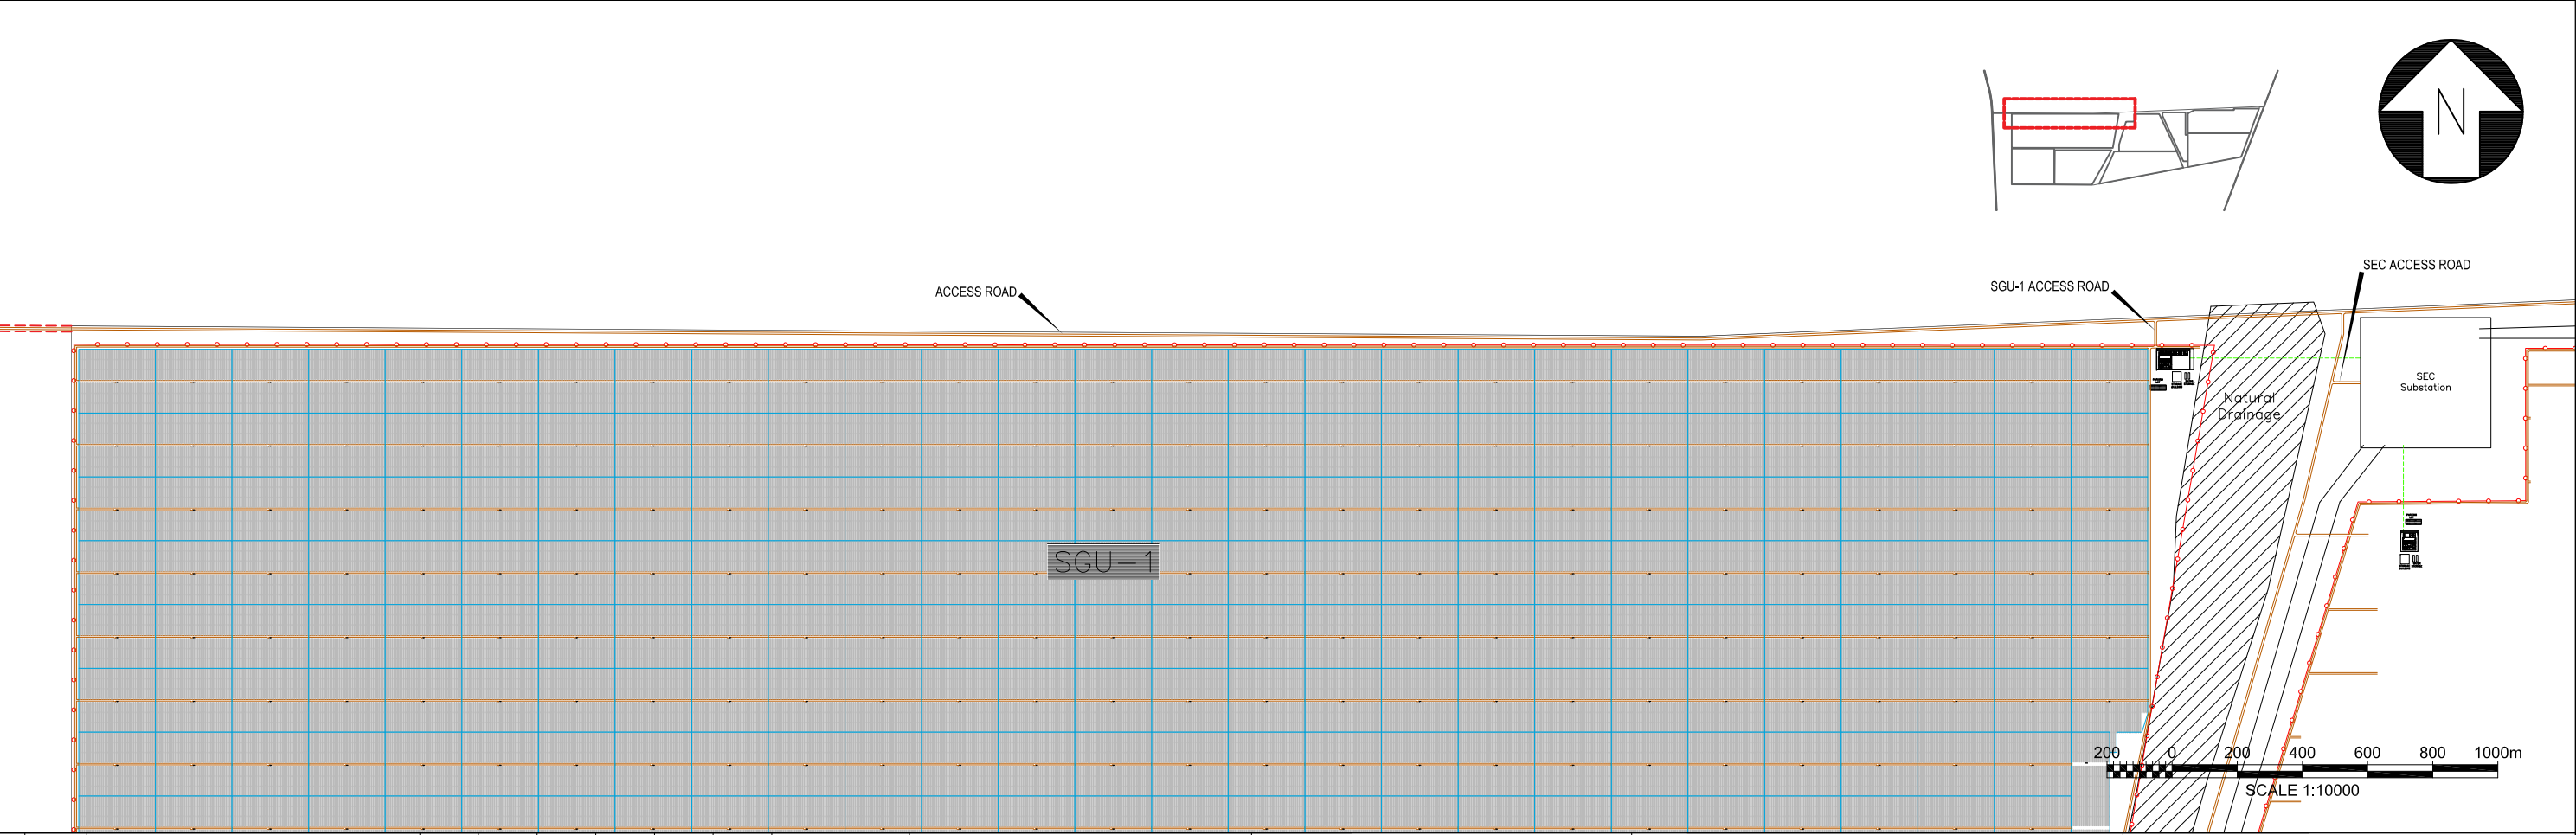 N
SEC ACCESS ROAD
SGU-1 ACCESS ROAD
ACCESS ROAD
SEC
Substation
Natural
Drainage
SGU-1
200 0 200 400 600 800 1000m
SCALE 1:10000